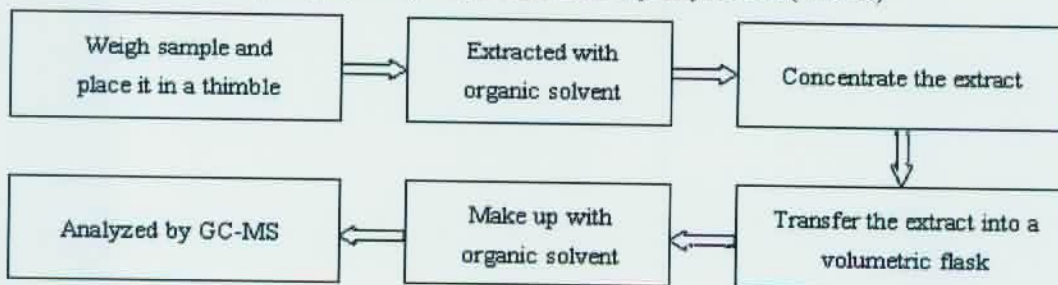 Weigh sample and
place it in a thimble
Extracted with
organic solvent
Concentrate the extract
Transfer the extract into a
volumetric flask
Make up with
organic solvent
Analyzed by GC-MS